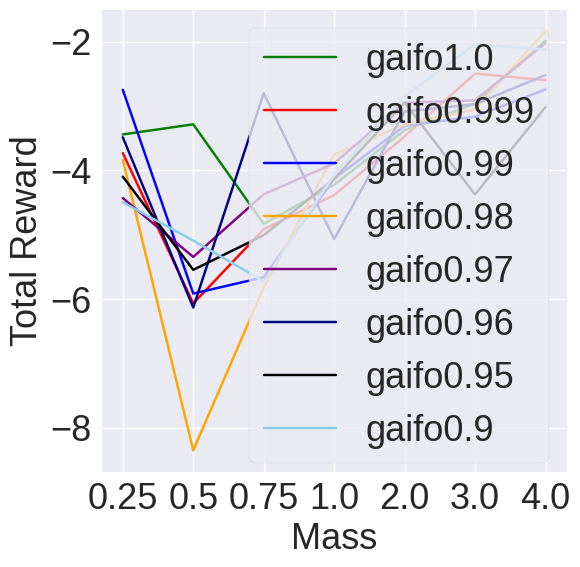 −2
−4
−6
−8
Total Reward
gaifo1.0
gaifo0.999
gaifo0.99
gaifo0.98
gaifo0.97
gaifo0.96
gaifo0.95
gaifo0.9
0.25 0.5 0.75 1.0 2.0 3.0 4.0
Mass